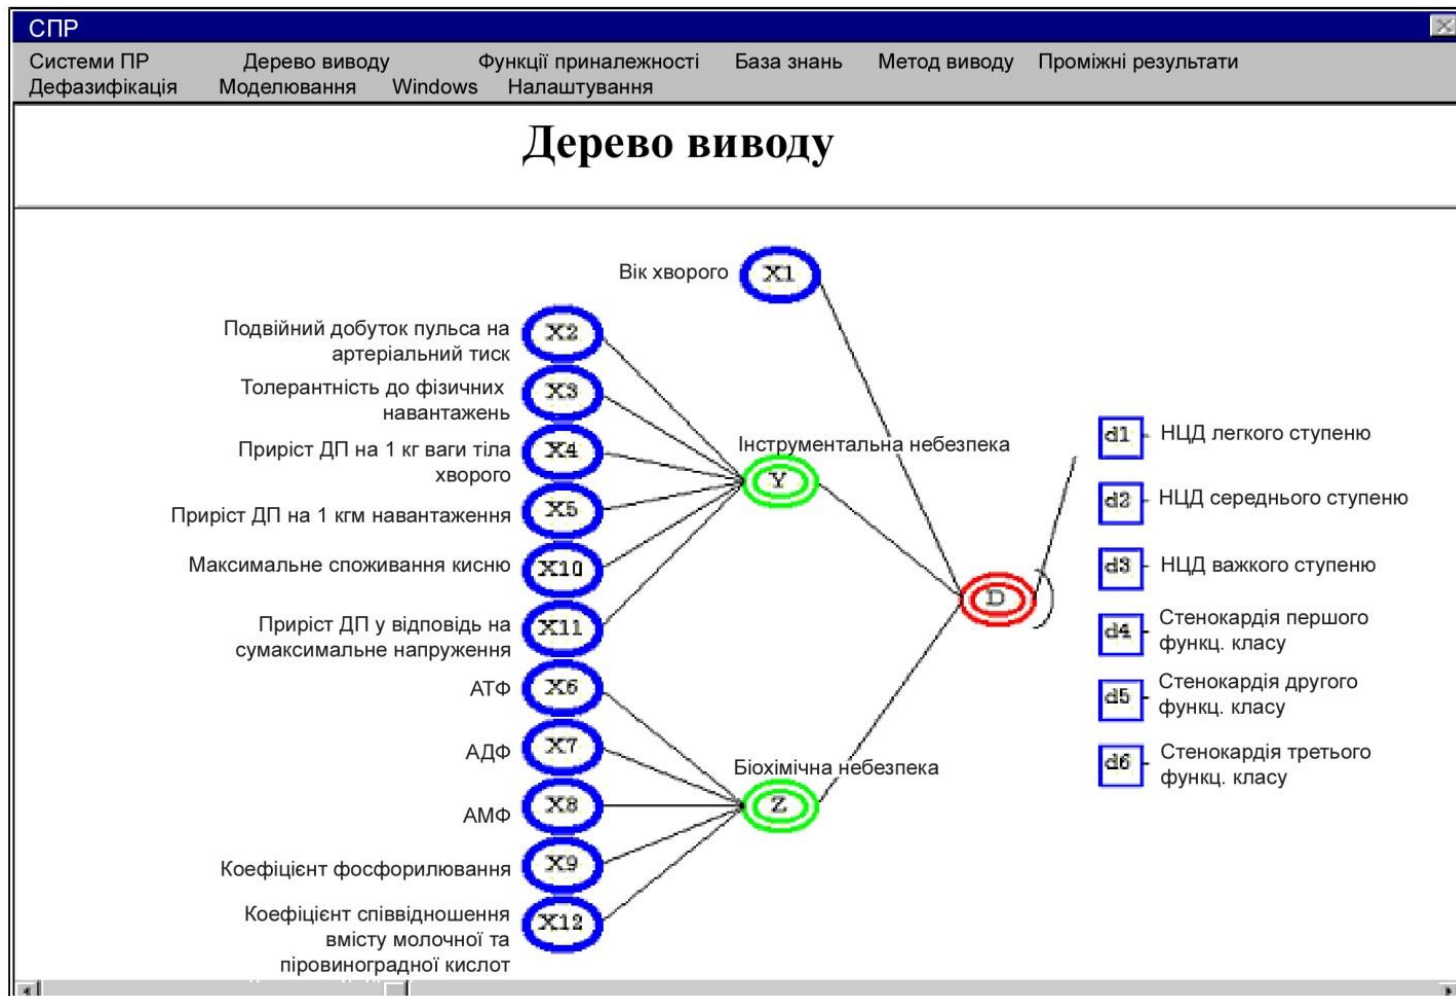 СПР
Системи ПР Дерево виводу Функції приналежності База знань Метод виводу Проміжні результати
Дефазифікація Моделювання Windows Налаштування
Дерево виводу
Вік хворого X1
Подвійний добуток пульса на
артеріальний тиск
X2
Толерантність до фізичних
навантажень
X3
Приріст ДП на 1 кг ваги тіла
хворого
X4
Приріст ДП на 1 кгм навантаження X5
Максимальне споживання кисню X10
Приріст ДП у відповідь на
сумаксимальне напруження
X11
АТФ X6
АДФ X7
АМФ X8
Коефіцієнт фосфорилювання X9
Коефіцієнт співвідношення
вмісту молочної та
піровиноградної кислот
X12
Інструментальна небезпека
Y
Біохімічна небезпека
Z
D
d1 НЦД легкого ступеню
d2 НЦД середнього ступеню
d3 НЦД важкого ступеню
d4 Стенокардія першого
функц. класу
d5 Стенокардія другого
функц. класу
d6 Стенокардія третього
функц. класу